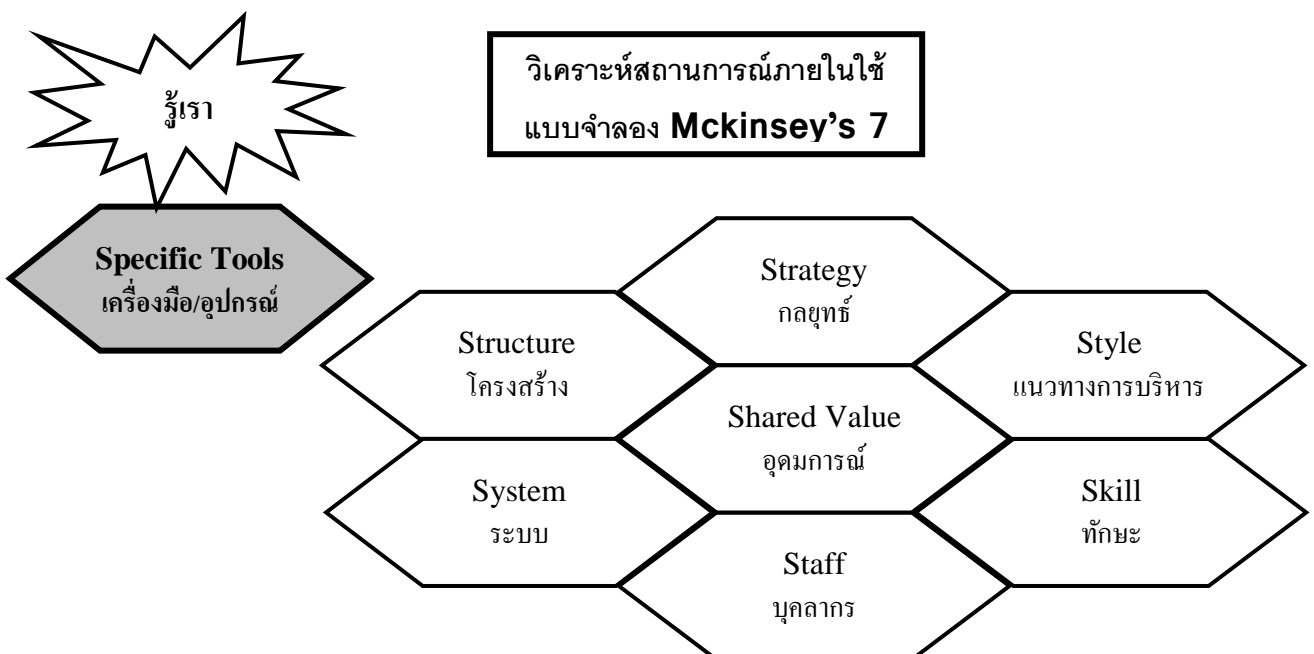 รู้เรา
วิเคราะห์สถานการณ์ภายในใช้
แบบจำลอง Mckinsey's 7
Specific Tools
เครื่องมือ/อุปกรณ์
Strategy
กลยุทธ์
Structure
โครงสร้าง
Style
แนวทางการบริหาร
Shared Value
อุดมการณ์
System
ระบบ
Skill
ทักษะ
Staff
บุคลากร